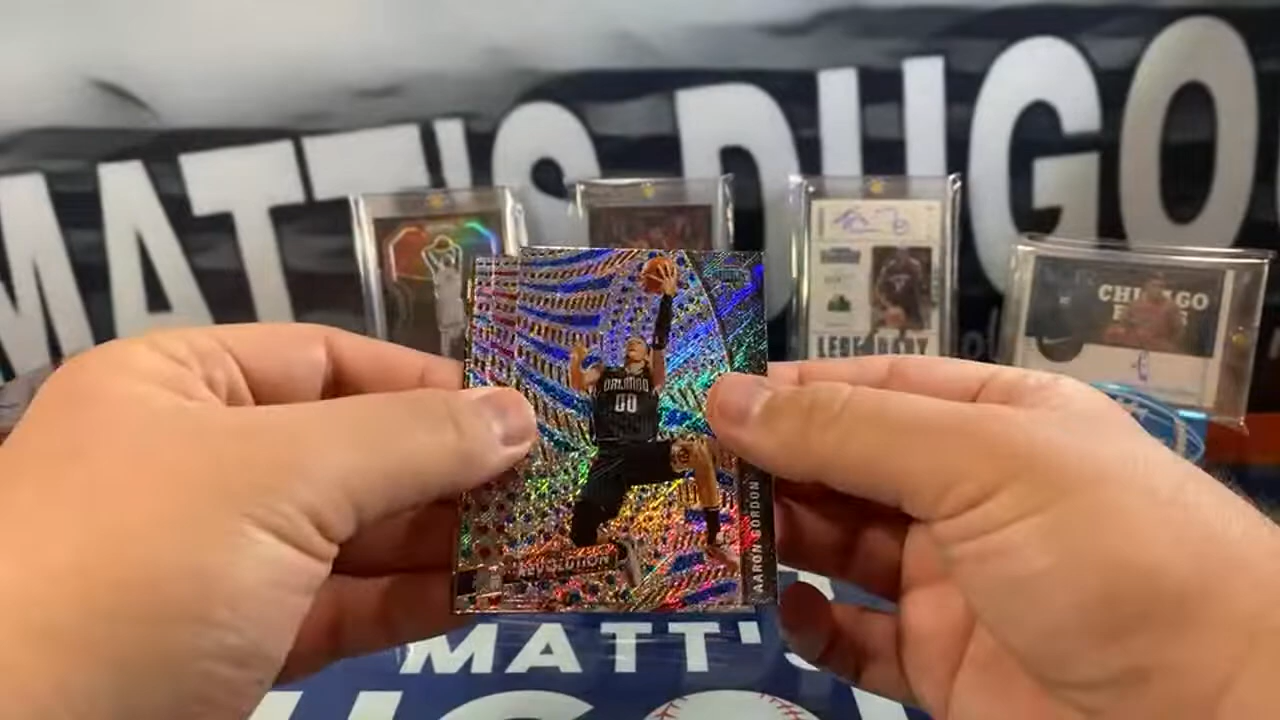 MATT'S DUGO
LEGENDARY
CHICAGO
ORLANDO
00
AARON GORDON
REVOLUTION
MATT'S